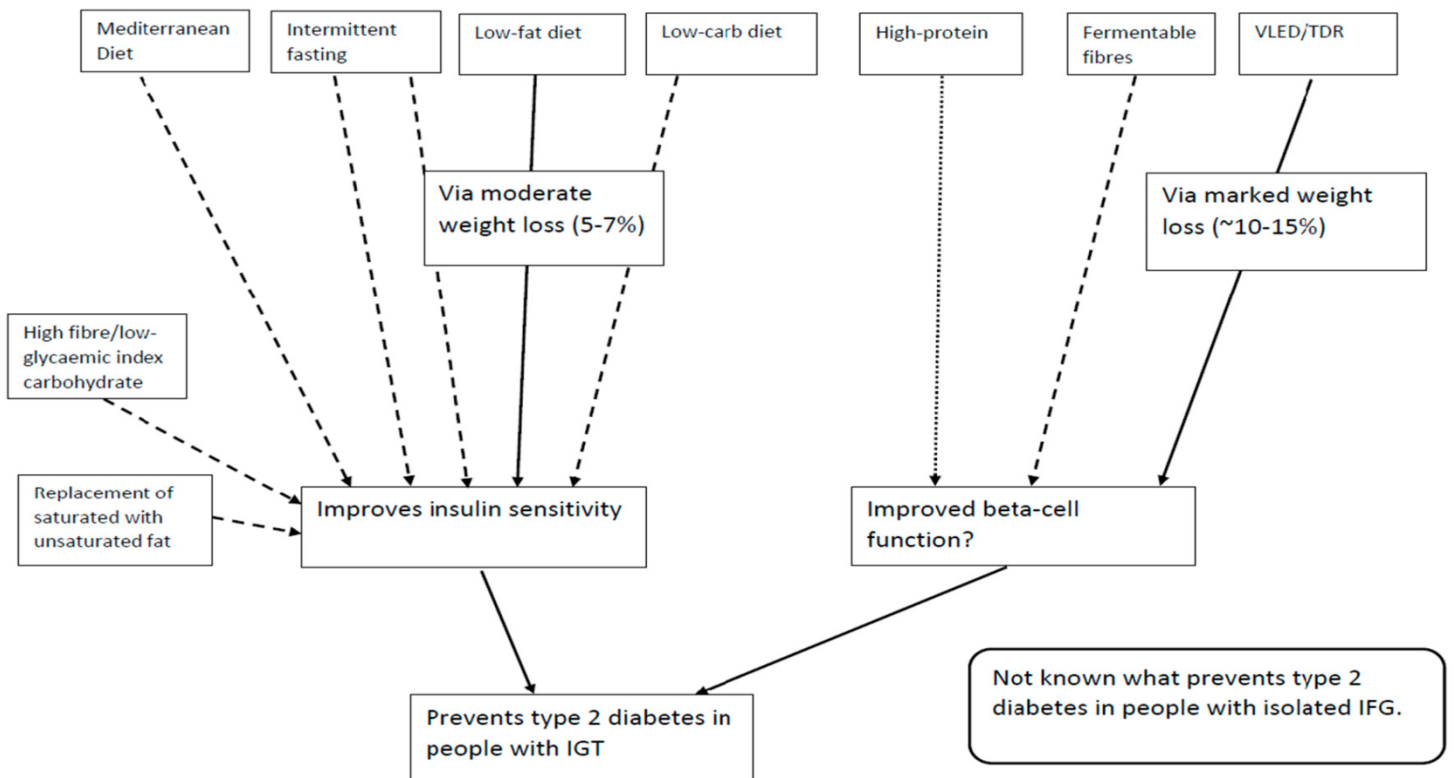 Mediterranean
Diet
Intermittent
fasting
Low-fat diet
Low-carb diet
High-protein
Fermentable
fibres
VLED/TDR
Via moderate
weight loss (5-7%)
Via marked weight
loss (~10-15%)
High fibre/low-
glycaemic index
carbohydrate
Replacement of
saturated with
unsaturated fat
Improves insulin sensitivity
Improved beta-cell
function?
Prevents type 2 diabetes in
people with IGT
Not known what prevents type 2
diabetes in people with isolated IFG.